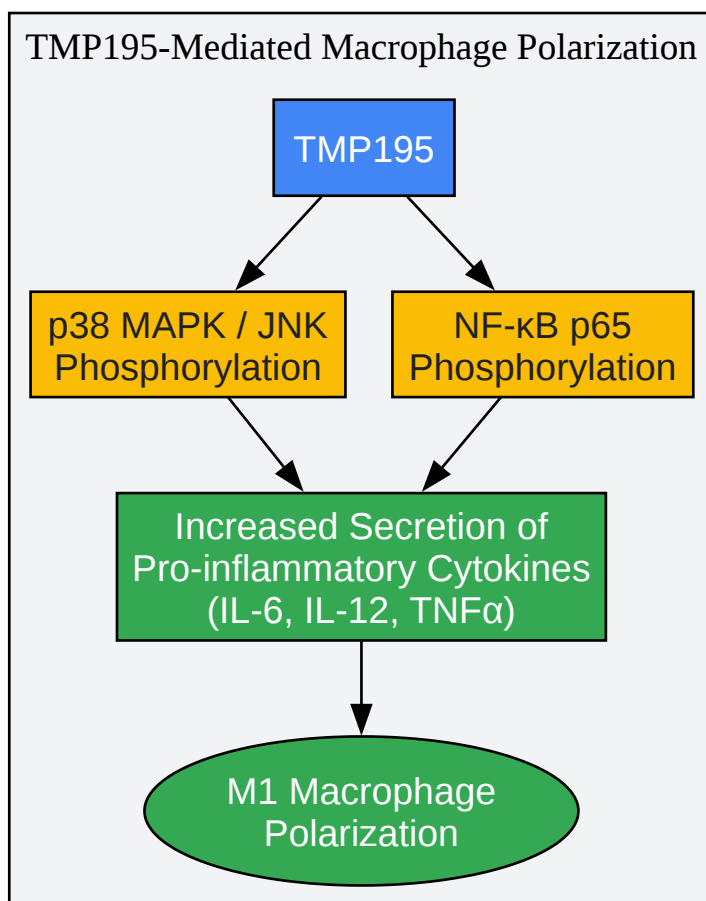 TMP195-Mediated Macrophage Polarization
TMP195
p38 MAPK / JNK
Phosphorylation
NF-κB p65
Phosphorylation
Increased Secretion of
Pro-inflammatory Cytokines
(IL-6, IL-12, TNFα)
M1 Macrophage
Polarization